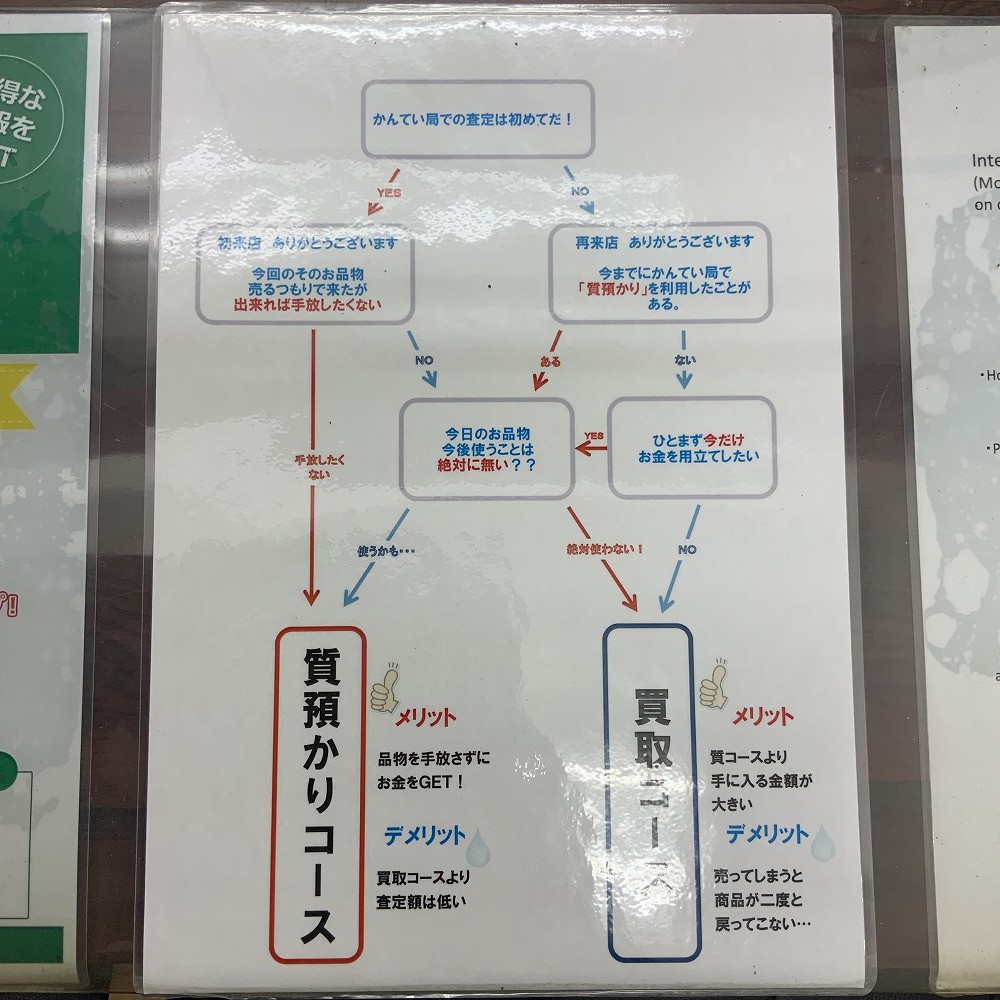 得な
報を
T
かんてい局での査定は初めてだ！
YES
NO
初来店　ありがとうございます
今回のそのお品物
売るつもりで来たが
出来れば手放したくない
再来店　ありがとうございます
今までにかんてい局で
「質預かり」を利用したことが
ある。
NO
ある
ない
今日のお品物
今後使うことは
絶対に無い？？
YES
ひとまず今だけ
お金を用立てしたい
手放したく
ない
使うかも…
絶対使わない！
NO
質預かりコース
メリット
品物を手放さずに
お金をGET！
デメリット
買取コースより
査定額は低い
買取コース
メリット
質コースより
手に入る金額が
大きい
デメリット
売ってしまうと
商品が二度と
戻ってこない…
Inte
(Mo
on
・Ho
・P